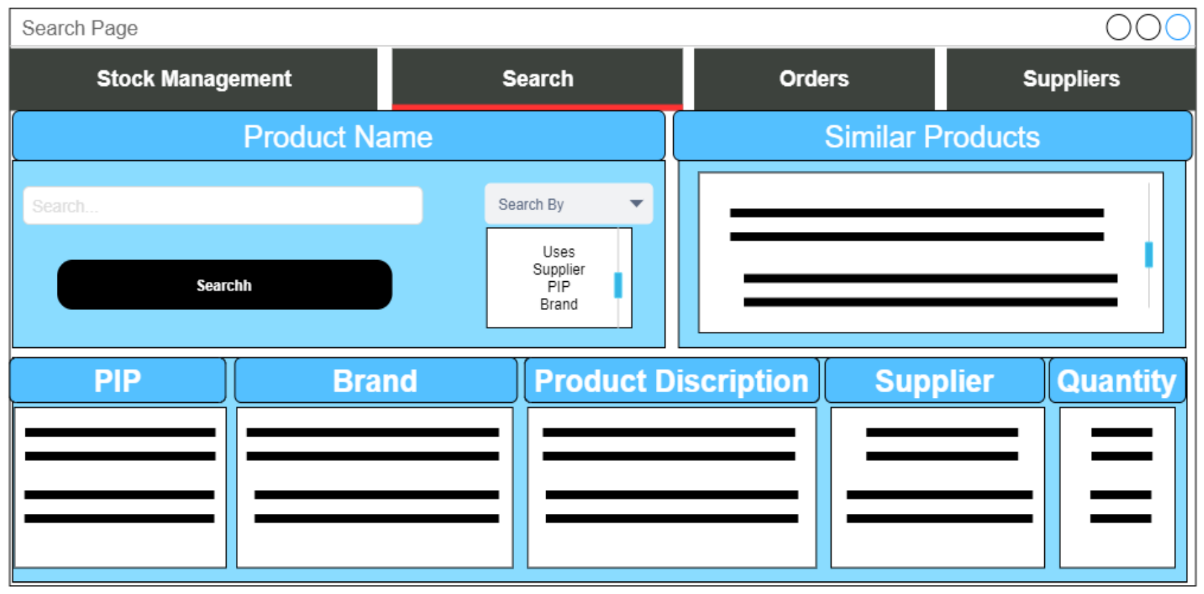 Search Page
Stock Management Search Orders Suppliers
Product Name Similar Products
Search...
Search By
Uses
Supplier
PIP
Brand
Searchh
PIP Brand Product Discription Supplier Quantity